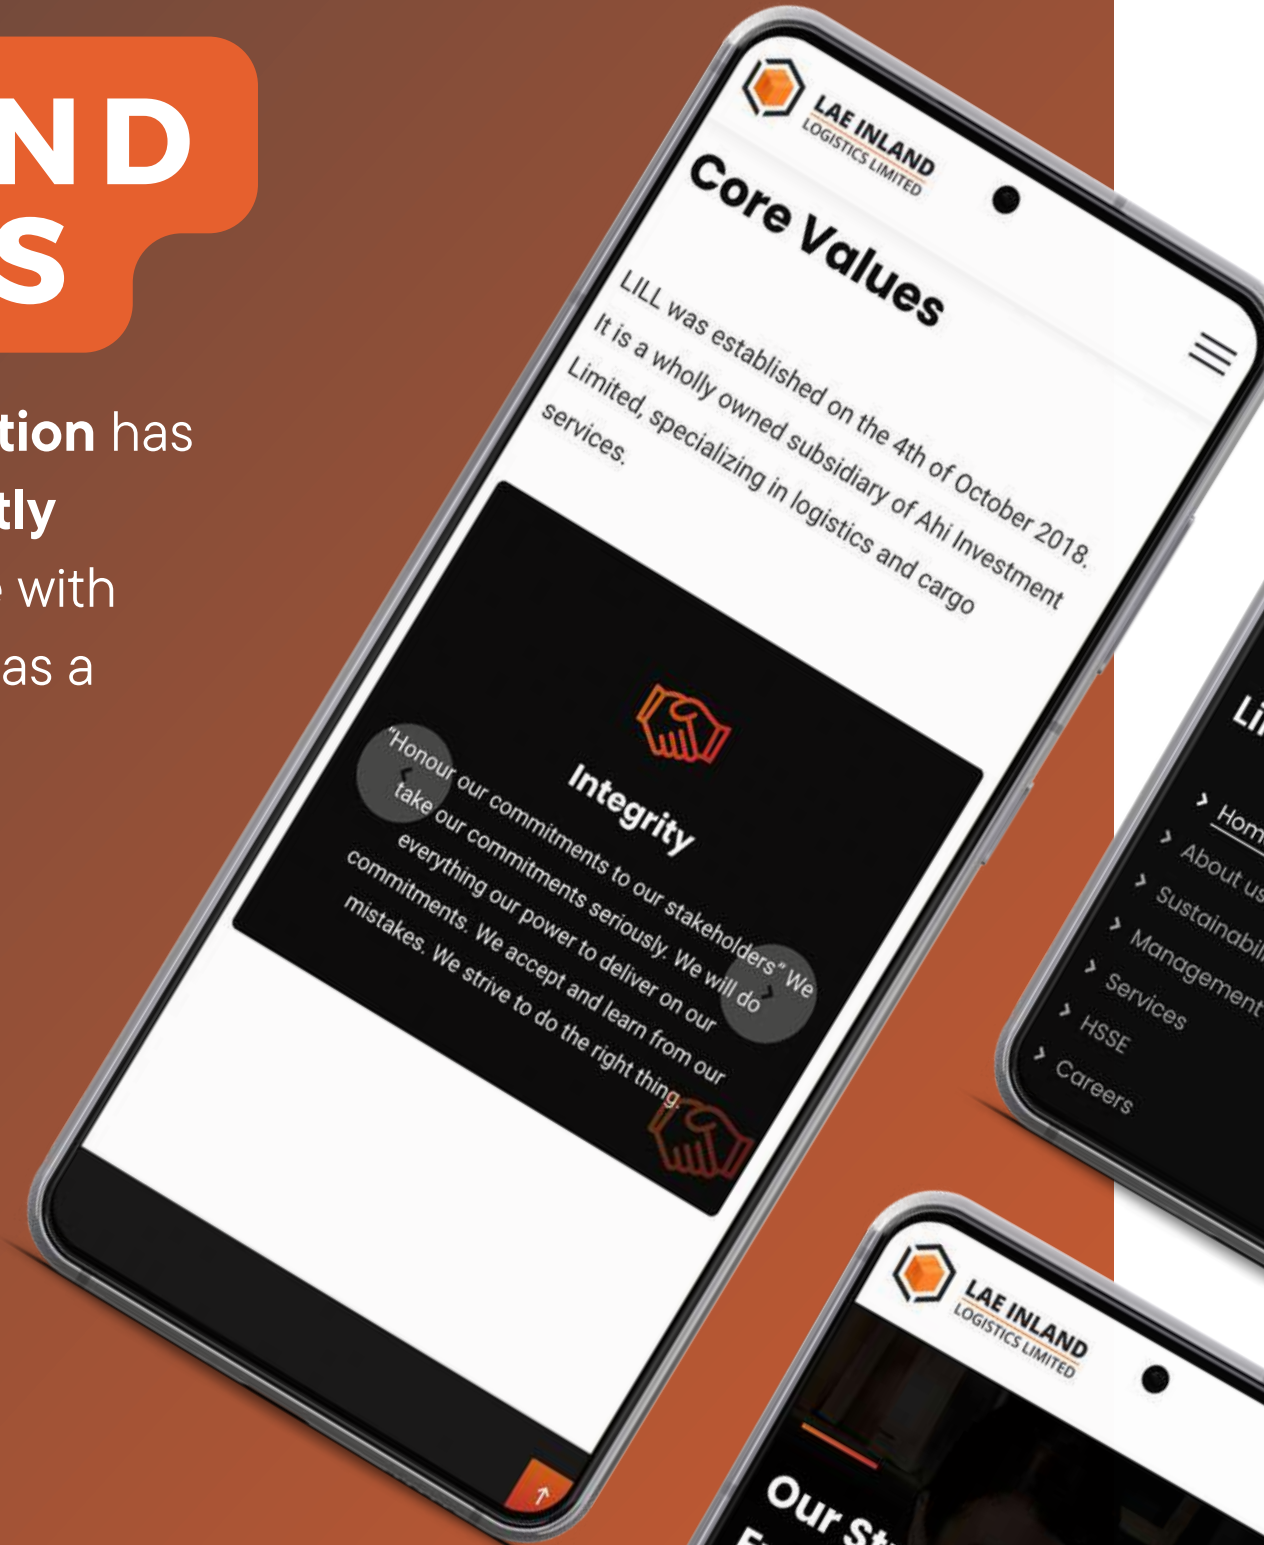 ND
S
tion has
tly
with
as a
LAE INLAND
LOGISTICS LIMITED
Core Values
LILL was established on the 4th of October 2018.
It is a wholly owned subsidiary of Ahi Investment
Limited, specializing in logistics and cargo
services.
Integrity
"Honour our commitments to our stakeholders" We
take our commitments seriously. We will do
everything our power to deliver on our
commitments. We accept and learn from our
mistakes. We strive to do the right thing.
Li
Hom
About us
Sustainabil
Management
Services
HSSE
Careers
LAE INLAND
LOGISTICS LIMITED
Our St